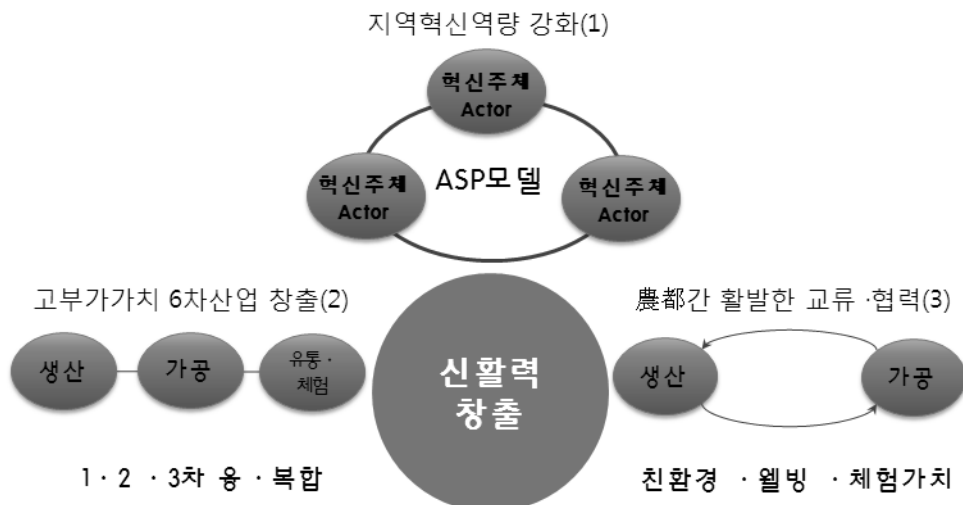 지역혁신역량 강화(1)
혁신주체
Actor
혁신주체
Actor
ASP모델
혁신주체
Actor
고부가가치 6차산업 창출(2)
생산
가공
유통·
체험
1 · 2 · 3차 융 · 복합
신활력
창출
農都간 활발한 교류 ·협력(3)
생산
가공
친환경 · 웰빙 · 체험가치